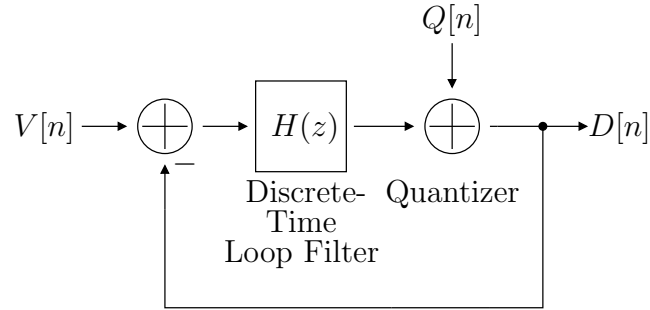 Q[n]
V[n]
H(z)
D[n]
−
Discrete-
Time
Loop Filter
Quantizer